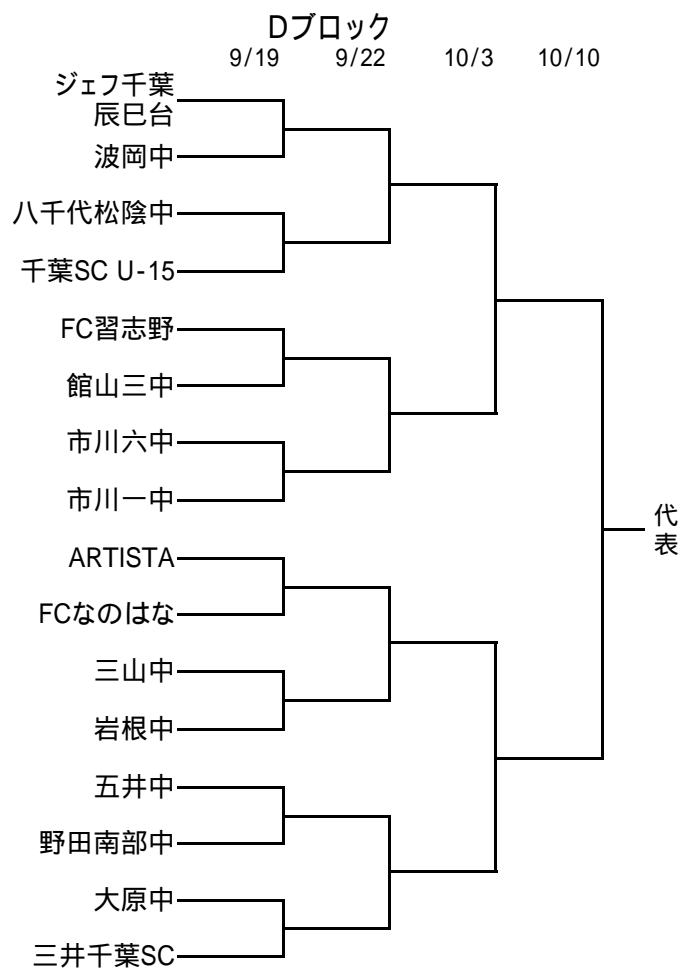 Dブロック
9/19 9/22 10/3 10/10
ジェフ千葉
辰巳台
波岡中
八千代松陰中
千葉SC U-15
FC習志野
館山三中
市川六中
市川一中
ARTISTA
FCなのはな
三山中
岩根中
五井中
野田南部中
大原中
三井千葉SC
代
表